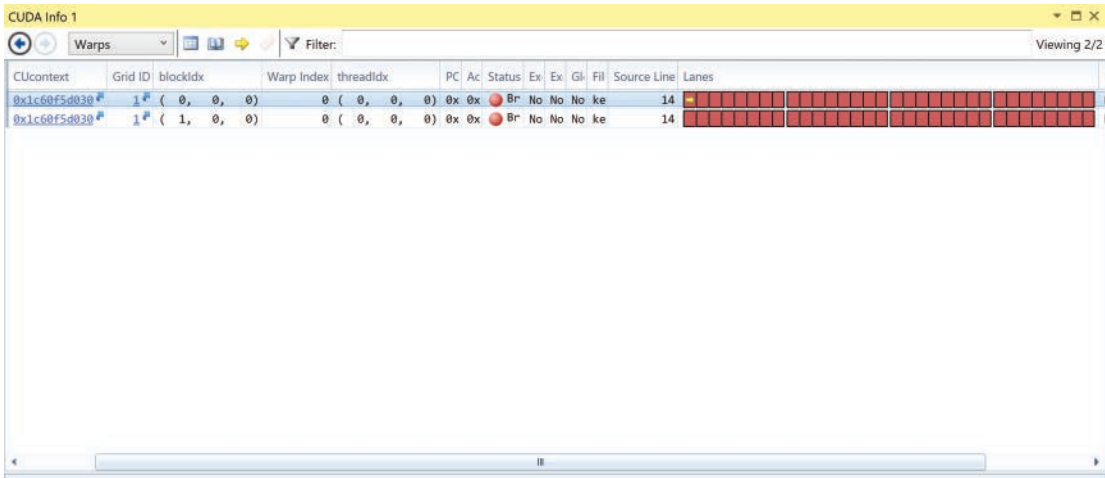 CUDA Info 1
Warps Filter: Viewing 2/2
CUcontext Grid ID blockIdx Warp Index threadIdx PC Ac Status Ex Ex Gl Fil Source Line Lanes
0x1c60f5d030 1 ( 0, 0, 0) 0 ( 0, 0, 0) 0x 0x Br No No No ke 14
0x1c60f5d030 1 ( 1, 0, 0) 0 ( 0, 0, 0) 0x 0x Br No No No ke 14